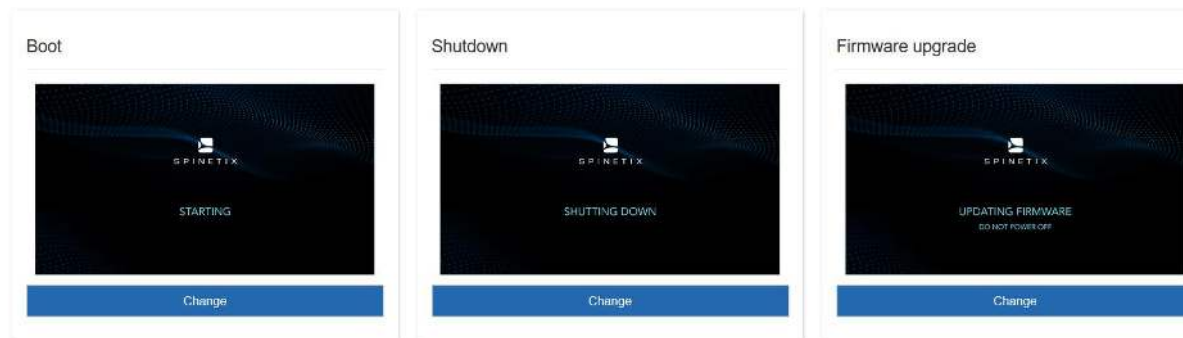 Boot
SPINETIX
STARTING
Change
Shutdown
SPINETIX
SHUTTING DOWN
Change
Firmware upgrade
SPINETIX
UPDATING FIRMWARE
DO NOT POWER OFF
Change